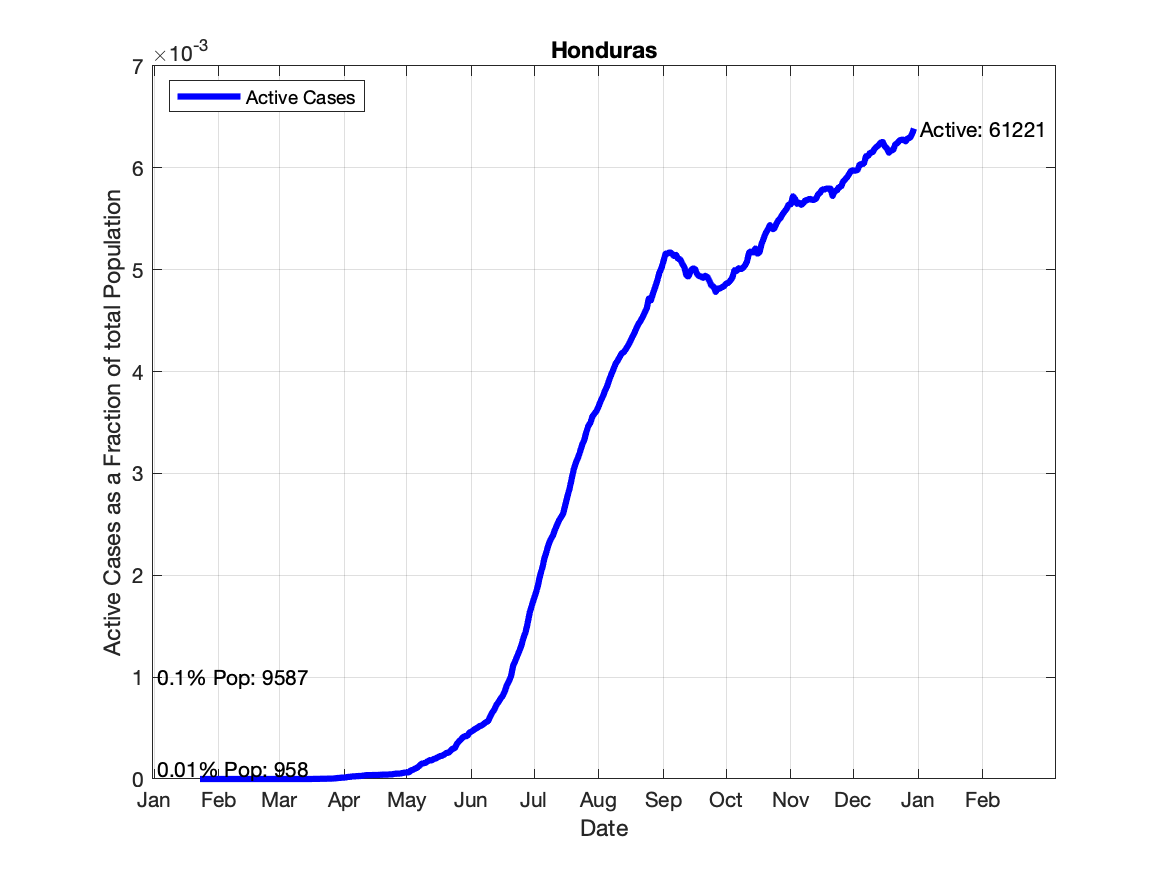 Honduras
×10-3
7
6
5
4
3
2
1
0
Active Cases as a Fraction of total Population
Active Cases
Active: 61221
0.1% Pop: 9587
0.01% Pop: 958
Jan Feb Mar Apr May Jun Jul Aug Sep Oct Nov Dec Jan Feb
Date